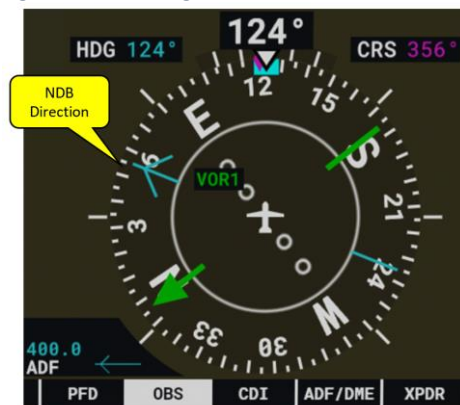 124°
HDG 124°
CRS 356°
NDB
Direction
12
15
E
S
6
VOR1
3
21
24
N
W
33
30
400.0
ADF
PFD
OBS
CDI
ADF/DME
XPDR